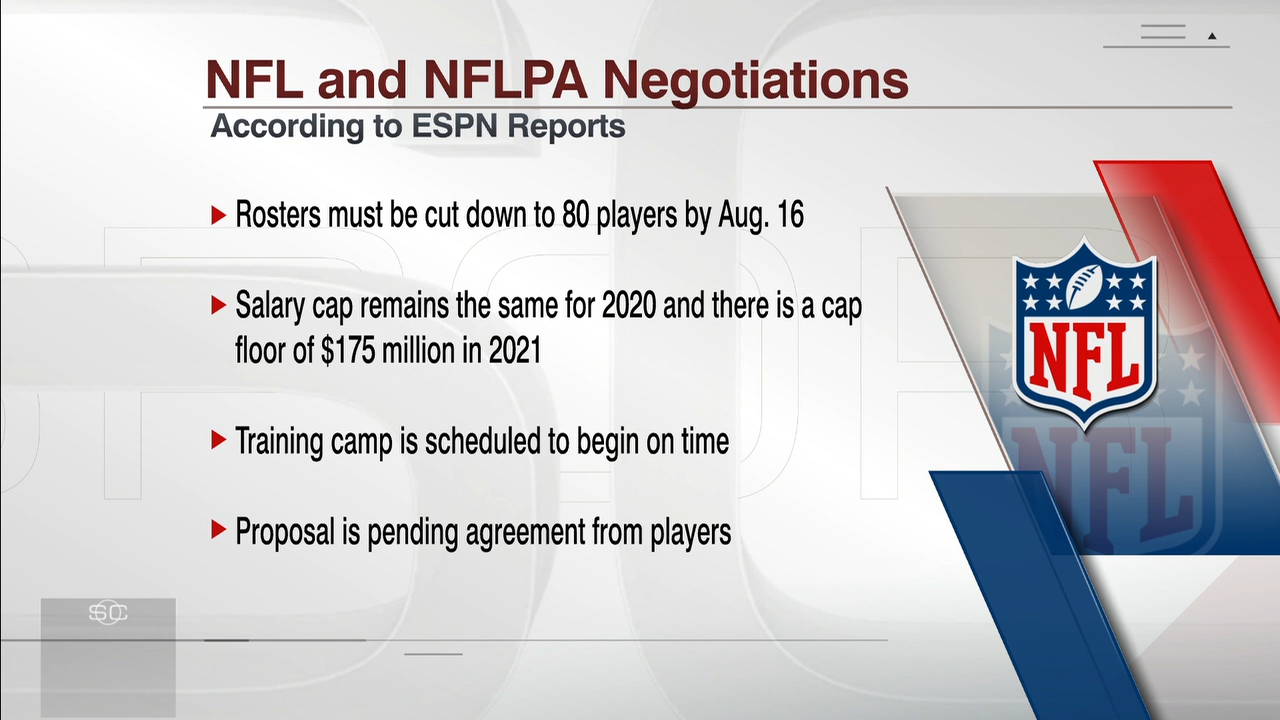 NFL and NFLPA Negotiations
According to ESPN Reports
Rosters must be cut down to 80 players by Aug. 16
Salary cap remains the same for 2020 and there is a cap
floor of $175 million in 2021
Training camp is scheduled to begin on time
Proposal is pending agreement from players
NFL
NFL
SC